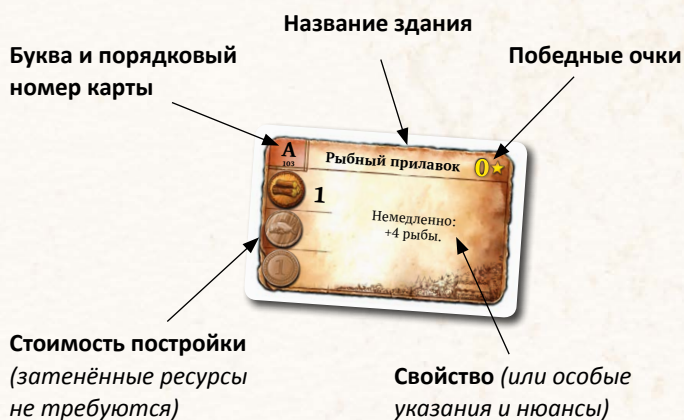 Название здания
Буква и порядковый
номер карты
Победные очки
A
103
Рыбный прилавок
0
1
Немедленно:
+4 рыбы.
1
Стоимость постройки
(затенённые ресурсы
не требуются)
Свойство (или особые
указания и нюансы)